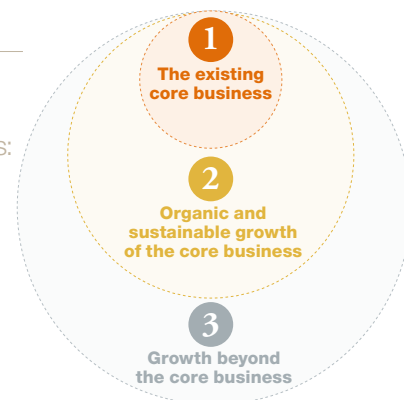 s:
1
The existing
core business
2
Organic and
sustainable growth
of the core business
3
Growth beyond
the core business